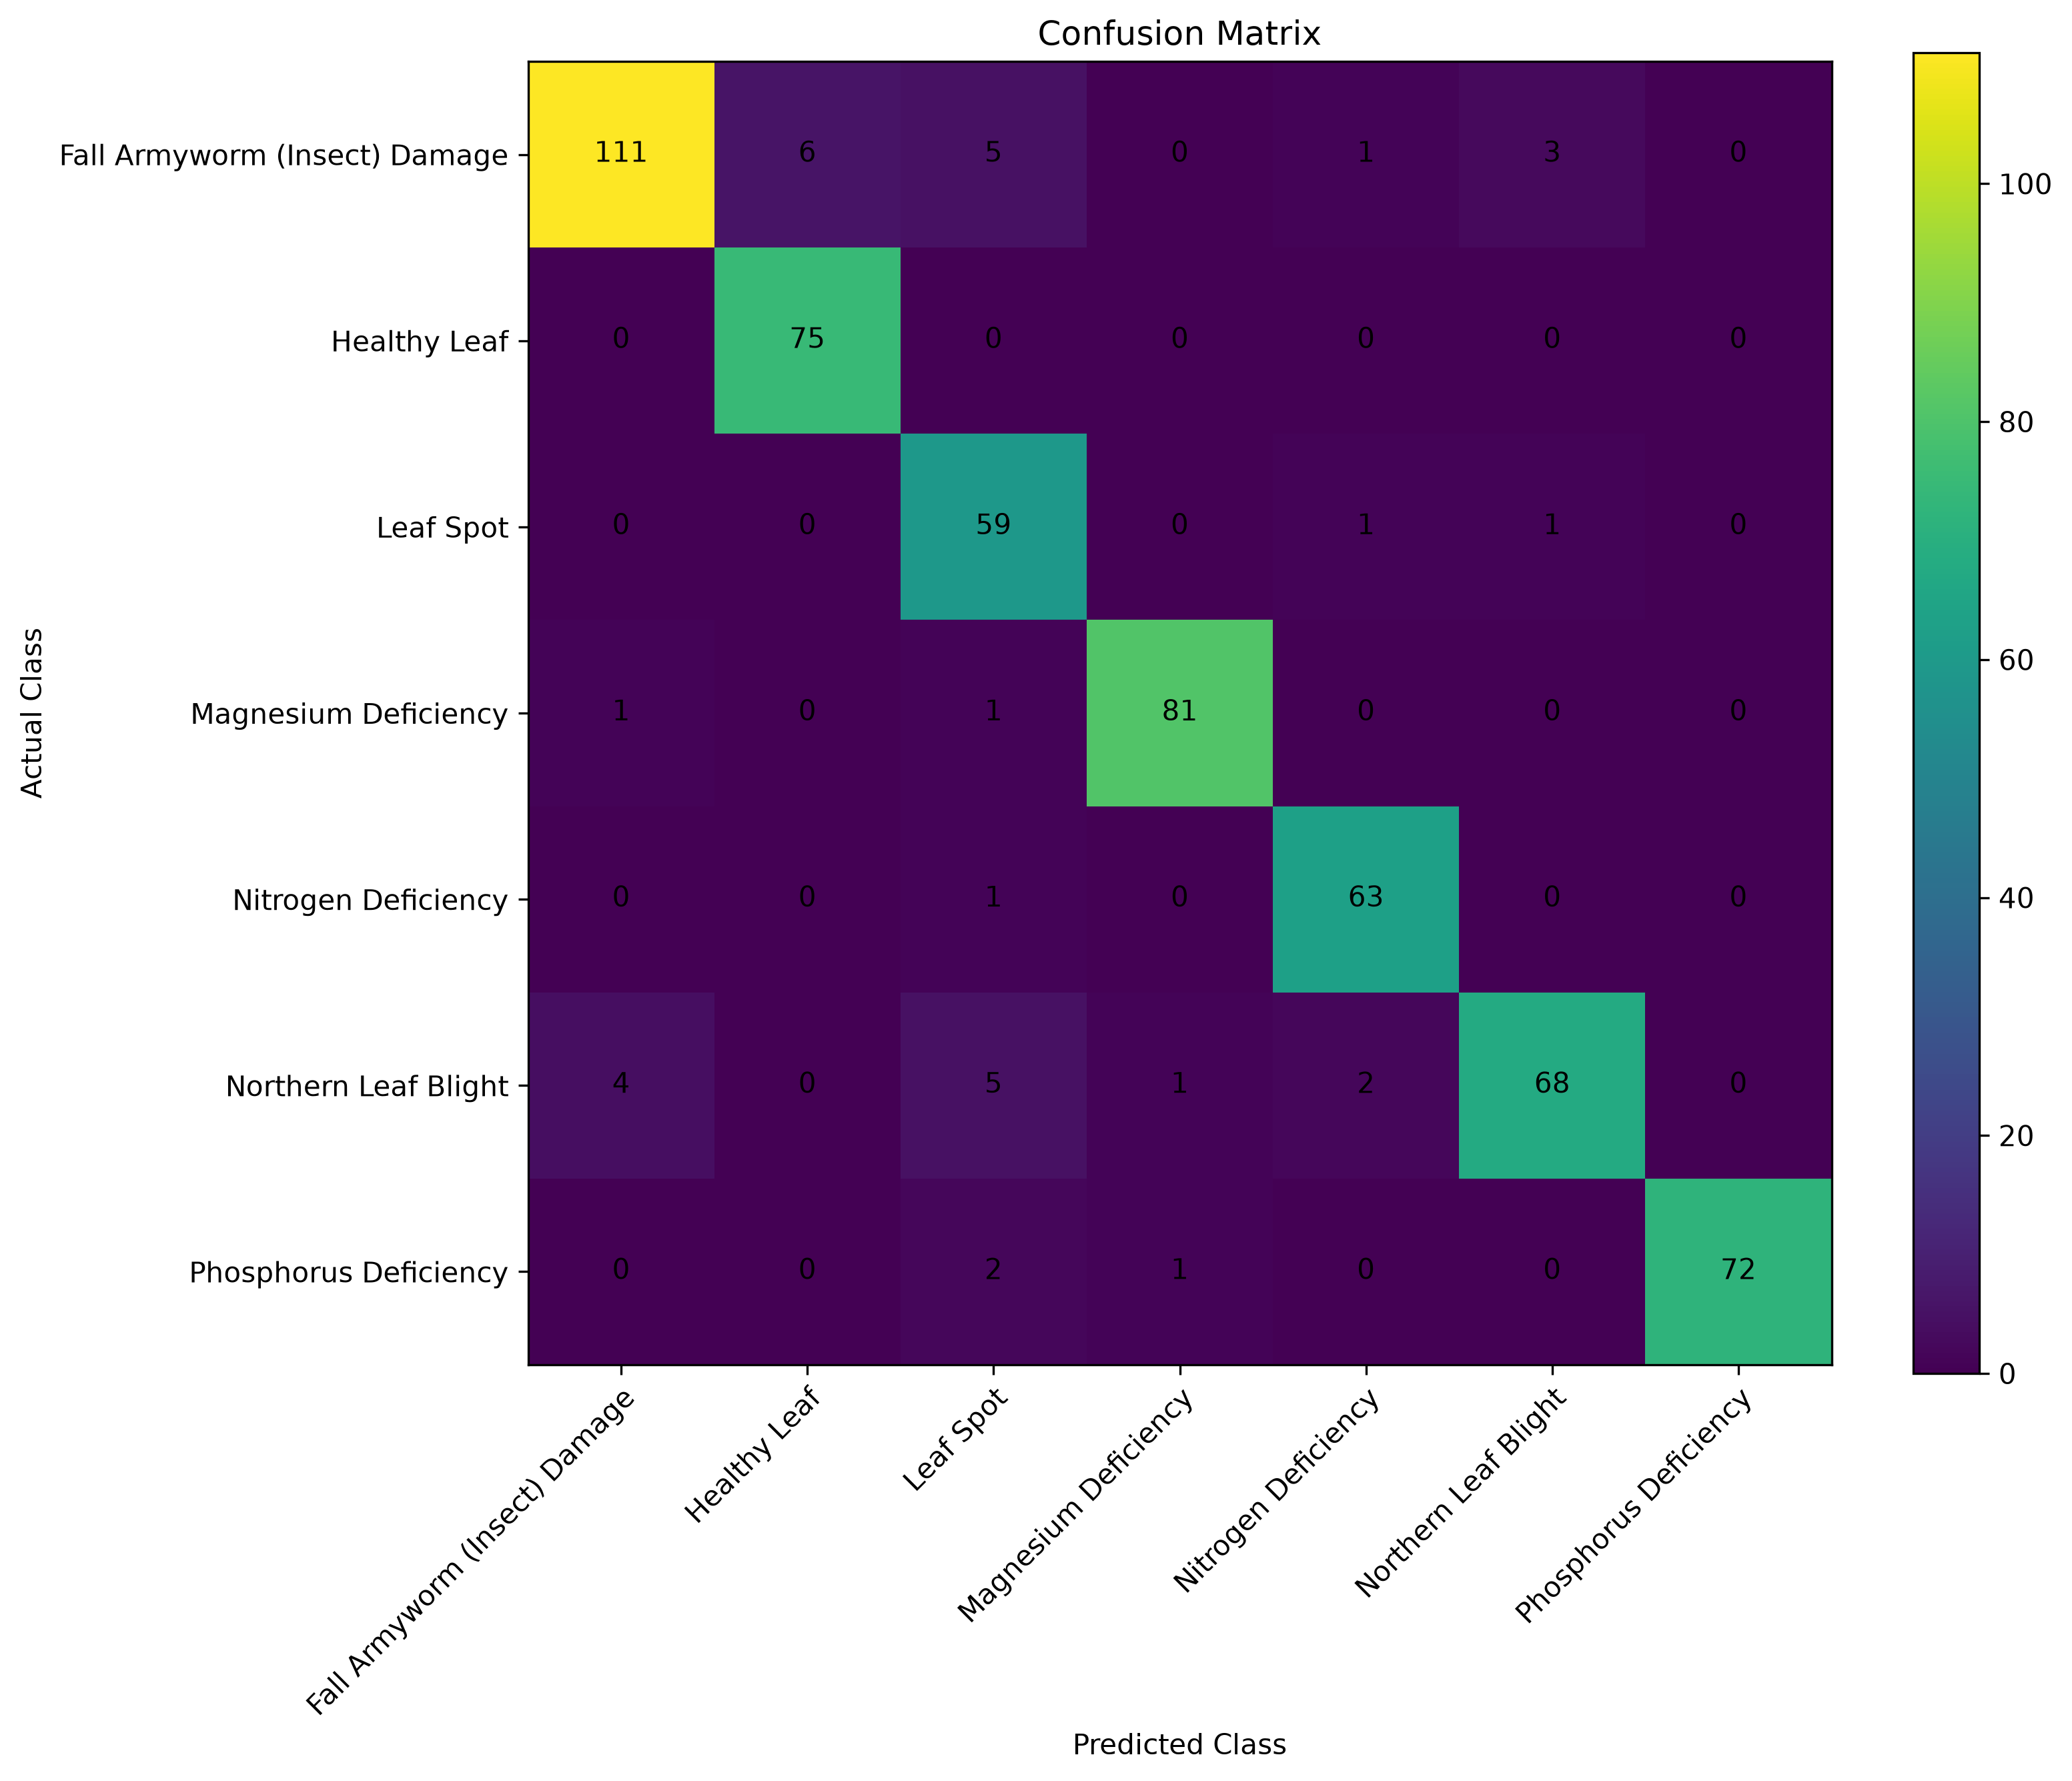 Confusion Matrix
Fall Armyworm (Insect) Damage 111 6 5 0 1 3 0
Healthy Leaf 0 75 0 0 0 0 0
Leaf Spot 0 0 59 0 1 1 0
Magnesium Deficiency 1 0 1 81 0 0 0
Nitrogen Deficiency 0 0 1 0 63 0 0
Northern Leaf Blight 4 0 5 1 2 68 0
Phosphorus Deficiency 0 0 2 1 0 0 72
Actual Class
Fall Armyworm (Insect) Damage
Healthy Leaf
Leaf Spot
Magnesium Deficiency
Nitrogen Deficiency
Northern Leaf Blight
Phosphorus Deficiency
Predicted Class
100
80
60
40
20
0